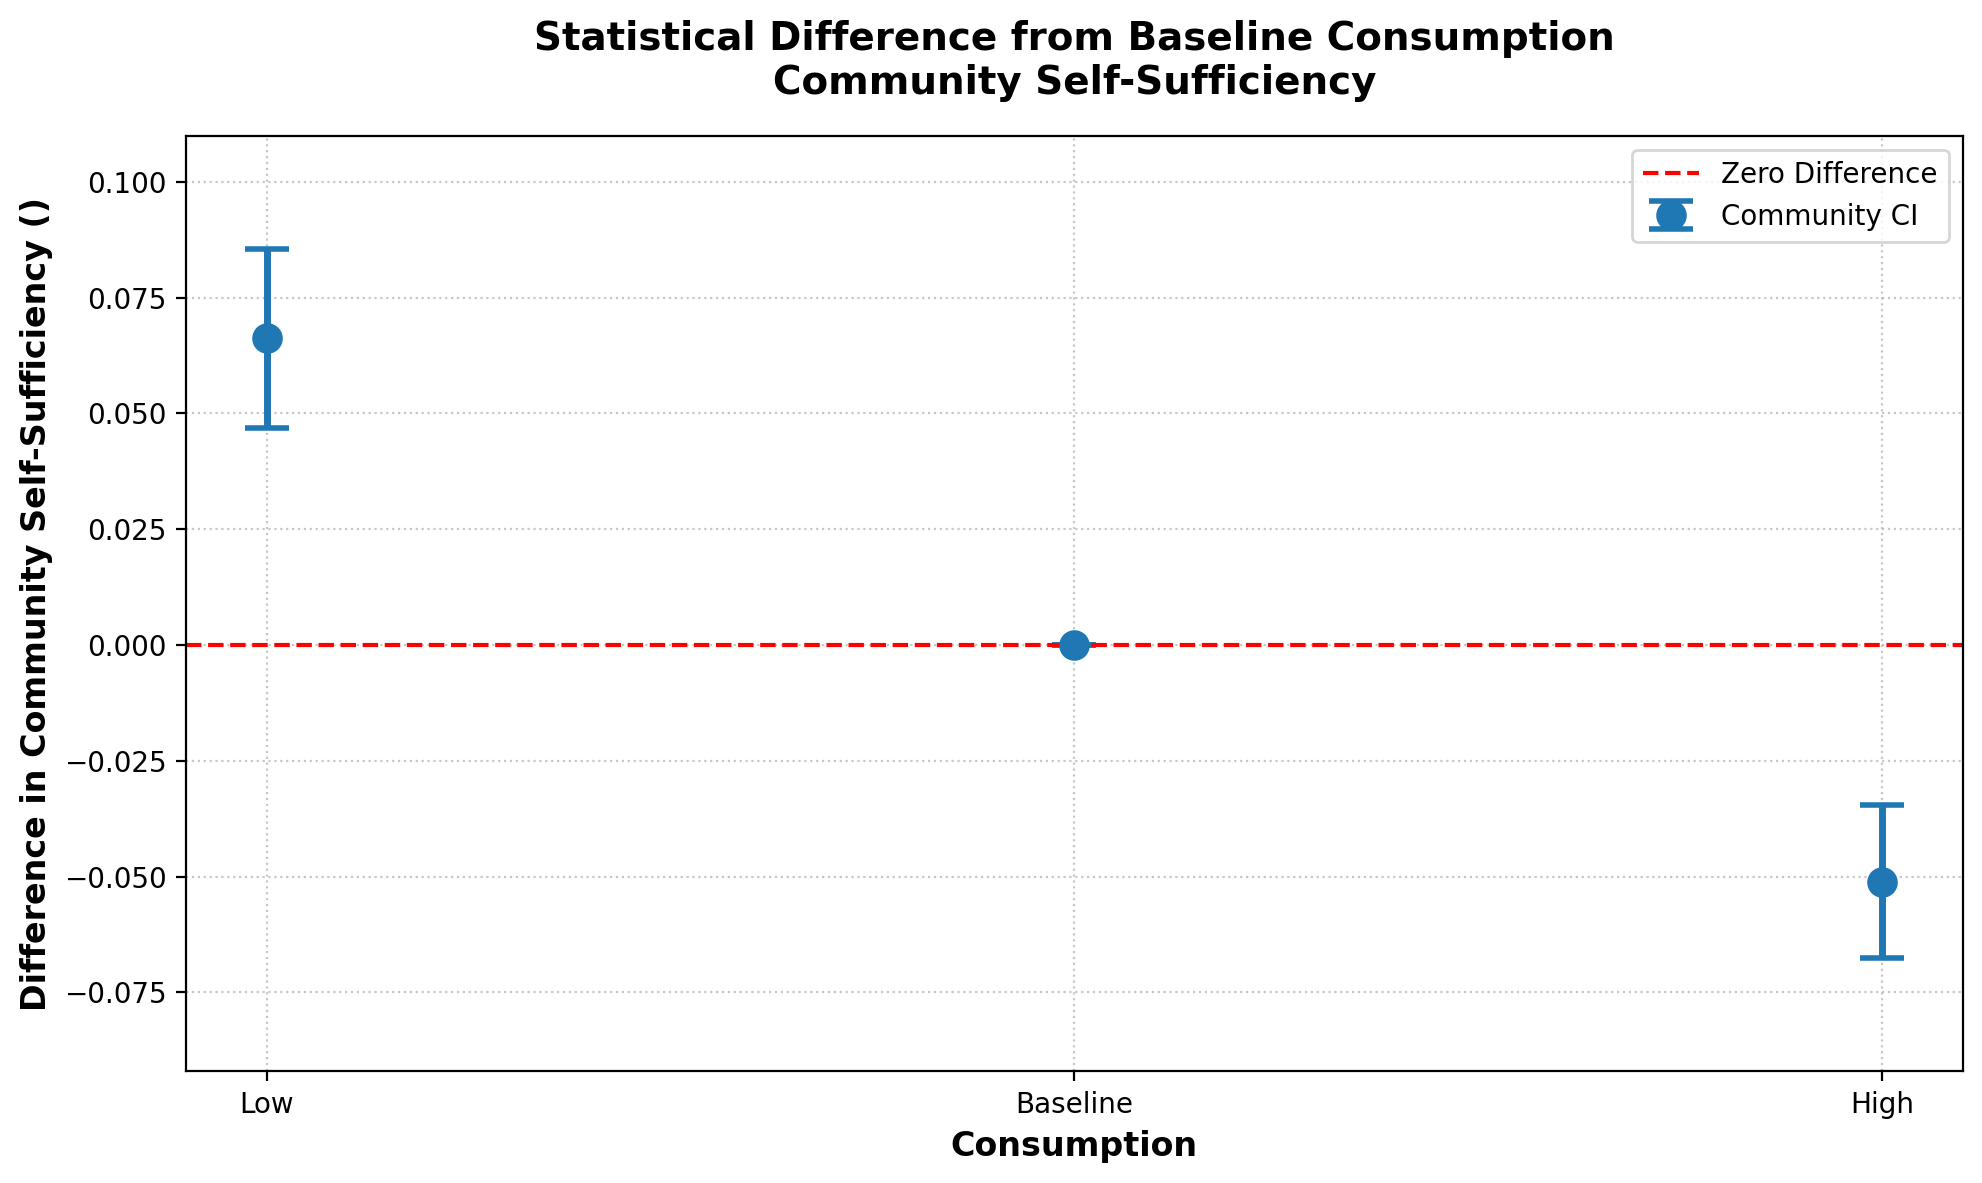 Statistical Difference from Baseline Consumption
Community Self-Sufficiency
Difference in Community Self-Sufficiency ()
0.100
0.075
0.050
0.025
0.000
−0.025
−0.050
−0.075
Zero Difference
Community CI
Low
Baseline
High
Consumption